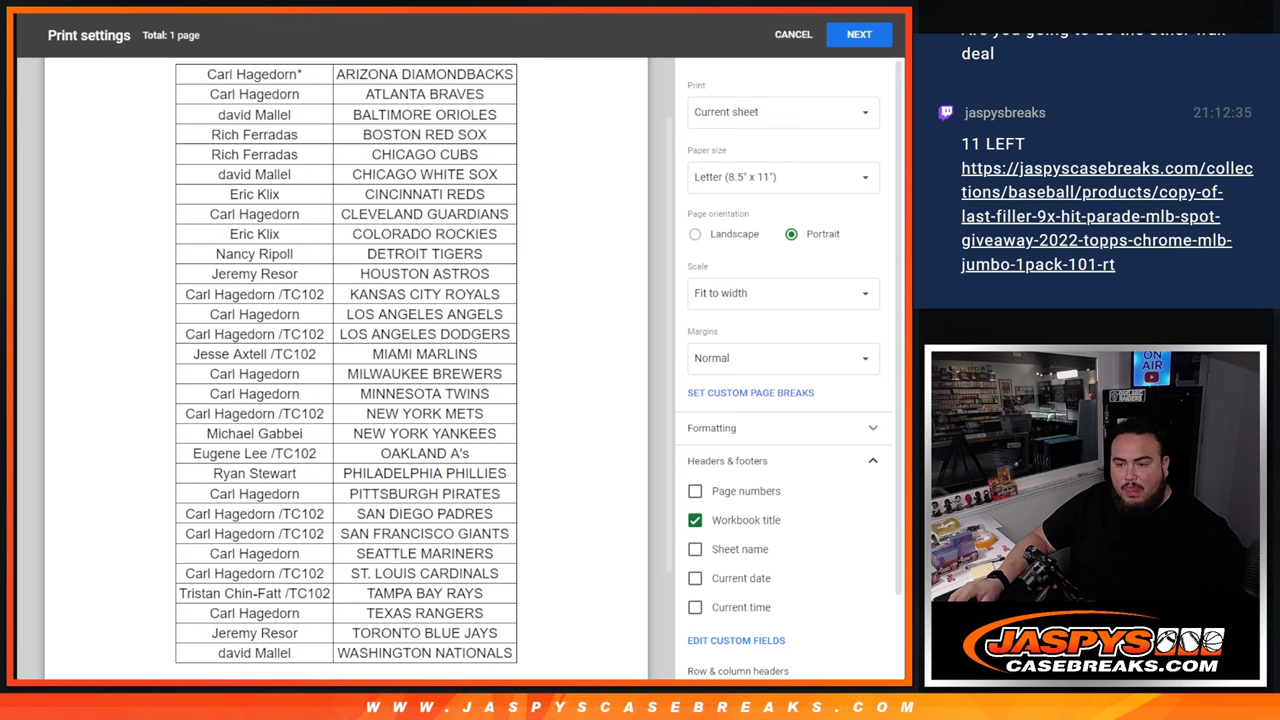 Print settings Total: 1 page CANCEL NEXT
Carl Hagedorn* ARIZONA DIAMONDBACKS
Carl Hagedorn ATLANTA BRAVES
david Mallel BALTIMORE ORIOLES
Rich Ferradas BOSTON RED SOX
Rich Ferradas CHICAGO CUBS
david Mallel CHICAGO WHITE SOX
Eric Klix CINCINNATI REDS
Carl Hagedorn CLEVELAND GUARDIANS
Eric Klix COLORADO ROCKIES
Nancy Ripoll DETROIT TIGERS
Jeremy Resor HOUSTON ASTROS
Carl Hagedorn /TC102 KANSAS CITY ROYALS
Carl Hagedorn LOS ANGELES ANGELS
Carl Hagedorn /TC102 LOS ANGELES DODGERS
Jesse Axtell /TC102 MIAMI MARLINS
Carl Hagedorn MILWAUKEE BREWERS
Carl Hagedorn MINNESOTA TWINS
Carl Hagedorn /TC102 NEW YORK METS
Michael Gabbei NEW YORK YANKEES
Eugene Lee /TC102 OAKLAND A's
Ryan Stewart PHILADELPHIA PHILLIES
Carl Hagedorn PITTSBURGH PIRATES
Carl Hagedorn /TC102 SAN DIEGO PADRES
Carl Hagedorn /TC102 SAN FRANCISCO GIANTS
Carl Hagedorn SEATTLE MARINERS
Carl Hagedorn /TC102 ST. LOUIS CARDINALS
Tristan Chin-Fatt /TC102 TAMPA BAY RAYS
Carl Hagedorn TEXAS RANGERS
Jeremy Resor TORONTO BLUE JAYS
david Mallel WASHINGTON NATIONALS
Print
Current sheet
Paper size
Letter (8.5" x 11")
Page orientation
Landscape Portrait
Scale
Fit to width
Margins
Normal
SET CUSTOM PAGE BREAKS
Formatting
Headers & footers
Page numbers
Workbook title
Sheet name
Current date
Current time
EDIT CUSTOM FIELDS
Row & column headers
deal
jaspysbreaks 21:12:35
11 LEFT
https://jaspyscasebreaks.com/collec
tions/baseball/products/copy-of-
last-filler-9x-hit-parade-mlb-spot-
giveaway-2022-topps-chrome-mlb-
jumbo-1pack-101-rt
ON
AIR
JASPYS
CASEBREAKS.COM
WWW.JASPYSCASEBREAKS.COM